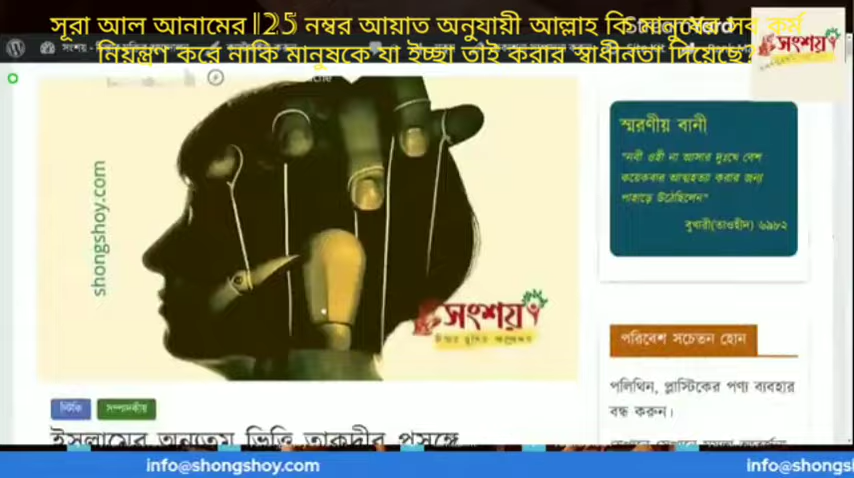 সূরা আল আনামের 125 নম্বর আয়াত অনুযায়ী আল্লাহ কি মানুষের সব কর্ম
নিয়ন্ত্রণ করে নাকি মানুষকে যা ইচ্ছা তাই করার স্বাধীনতা দিয়েছে?
সংশয়
shongshoy.com
সংশয়
স্মরণীয় বানী
"নবী ওহী না আসার দুঃখে বেশ
কয়েকবার আত্মহত্যা করার জন্য
পাহাড়ে উঠেছিলেন"
বুখারী(তাওহীদ) ৬৯৮২
পরিবেশ সচেতন হোন
পলিথিন, প্লাস্টিকের পণ্য ব্যবহার
বন্ধ করুন।
স্টিকি
সম্পাদকীয়
ইসলামের অন্যতম ভিত্তি তাকদীর প্রসঙ্গে
info@shongshoy.com
info@shongsho